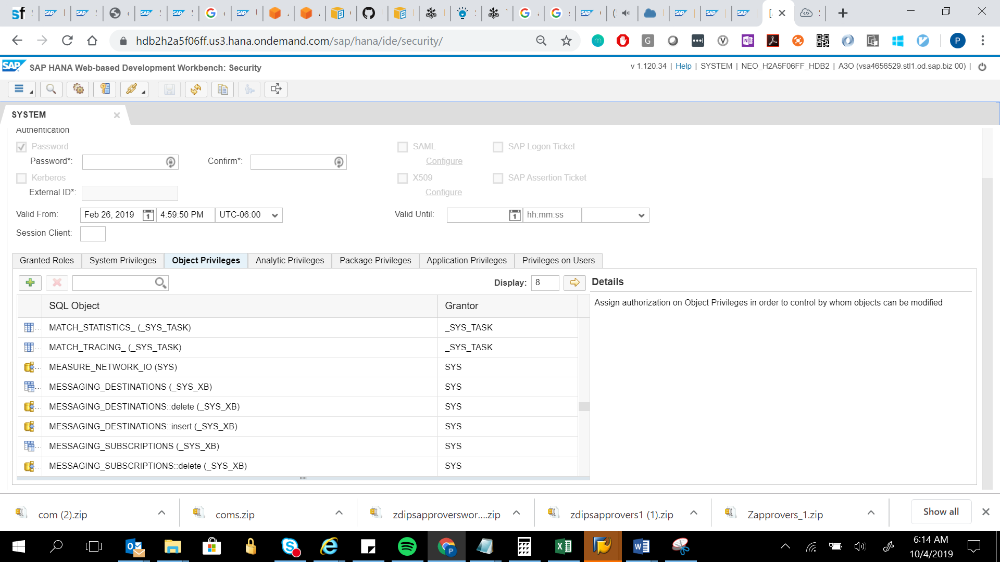 hdb2h2a5f06ff.us3.hana.ondemand.com/sap/hana/ide/security/
SAP SAP HANA Web-based Development Workbench: Security
v 1.120.34 | Help | SYSTEM | NEO_H2A5F06FF_HDB2 | A3O (vsa4656529.stl1.od.sap.biz 00) |
SYSTEM
Authentication
Password SAML SAP Logon Ticket
Password*: Confirm*: Configure
Kerberos X509 SAP Assertion Ticket
External ID*: Configure
Valid From: Feb 26, 2019 4:59:50 PM UTC-06:00 Valid Until: hh:mm:ss
Session Client:
Granted Roles System Privileges Object Privileges Analytic Privileges Package Privileges Application Privileges Privileges on Users
Display: 8 Details
SQL Object Grantor
Assign authorization on Object Privileges in order to control by whom objects can be modified
MATCH_STATISTICS_ (_SYS_TASK) _SYS_TASK
MATCH_TRACING_ (_SYS_TASK) _SYS_TASK
MEASURE_NETWORK_IO (SYS) SYS
MESSAGING_DESTINATIONS (_SYS_XB) SYS
MESSAGING_DESTINATIONS::delete (_SYS_XB) SYS
MESSAGING_DESTINATIONS::insert (_SYS_XB) SYS
MESSAGING_SUBSCRIPTIONS (_SYS_XB) SYS
MESSAGING_SUBSCRIPTIONS::delete (_SYS_XB) SYS
com (2).zip coms.zip zdipsapproverswor....zip zdipsapprovers1 (1).zip Zapprovers_1.zip Show all
6:14 AM
10/4/2019